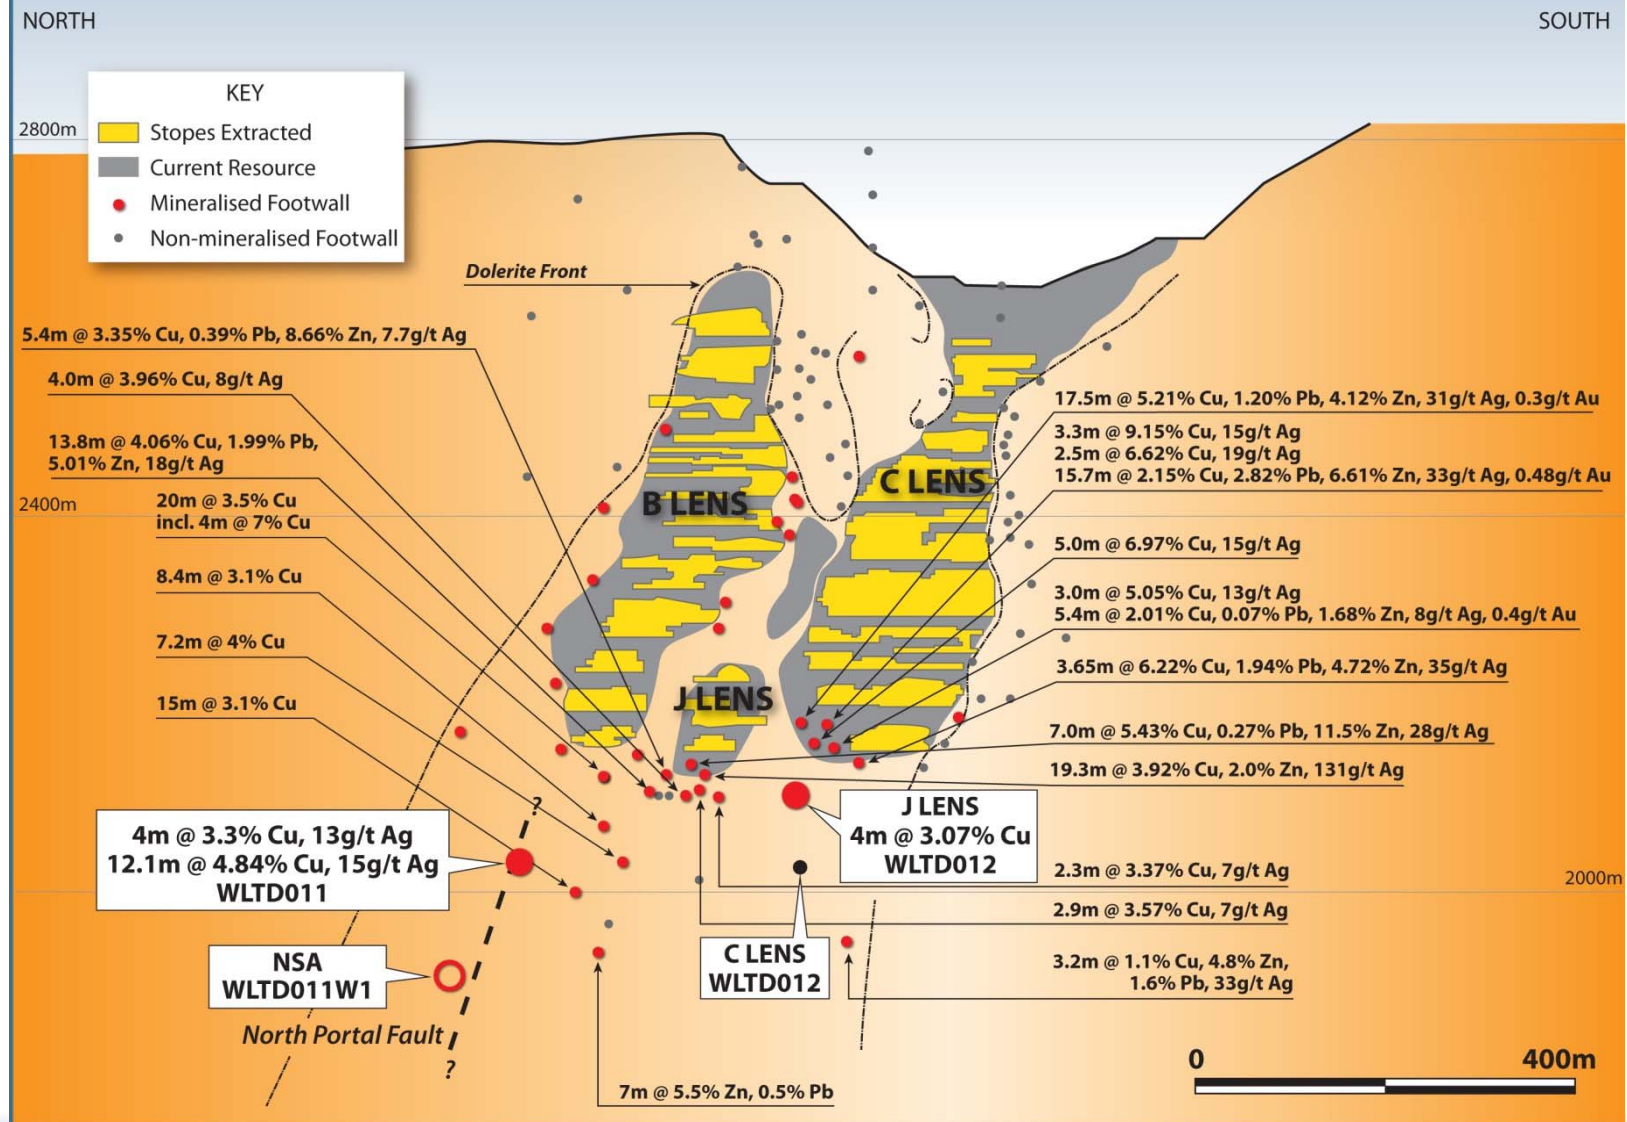 NORTH
SOUTH
KEY
Stopes Extracted
Current Resource
Mineralised Footwall
Non-mineralised Footwall
2800m
Dolerite Front
5.4m @ 3.35% Cu, 0.39% Pb, 8.66% Zn, 7.7g/t Ag
4.0m @ 3.96% Cu, 8g/t Ag
13.8m @ 4.06% Cu, 1.99% Pb,
5.01% Zn, 18g/t Ag
20m @ 3.5% Cu
incl. 4m @ 7% Cu
2400m
8.4m @ 3.1% Cu
7.2m @ 4% Cu
15m @ 3.1% Cu
B LENS
C LENS
J LENS
17.5m @ 5.21% Cu, 1.20% Pb, 4.12% Zn, 31g/t Ag, 0.3g/t Au
3.3m @ 9.15% Cu, 15g/t Ag
2.5m @ 6.62% Cu, 19g/t Ag
15.7m @ 2.15% Cu, 2.82% Pb, 6.61% Zn, 33g/t Ag, 0.48g/t Au
5.0m @ 6.97% Cu, 15g/t Ag
3.0m @ 5.05% Cu, 13g/t Ag
5.4m @ 2.01% Cu, 0.07% Pb, 1.68% Zn, 8g/t Ag, 0.4g/t Au
3.65m @ 6.22% Cu, 1.94% Pb, 4.72% Zn, 35g/t Ag
7.0m @ 5.43% Cu, 0.27% Pb, 11.5% Zn, 28g/t Ag
19.3m @ 3.92% Cu, 2.0% Zn, 131g/t Ag
?
4m @ 3.3% Cu, 13g/t Ag
12.1m @ 4.84% Cu, 15g/t Ag
WLTD011
J LENS
4m @ 3.07% Cu
WLTD012
2.3m @ 3.37% Cu, 7g/t Ag
2000m
2.9m @ 3.57% Cu, 7g/t Ag
NSA
WLTD011W1
C LENS
WLTD012
3.2m @ 1.1% Cu, 4.8% Zn,
1.6% Pb, 33g/t Ag
North Portal Fault
?
7m @ 5.5% Zn, 0.5% Pb
0
400m